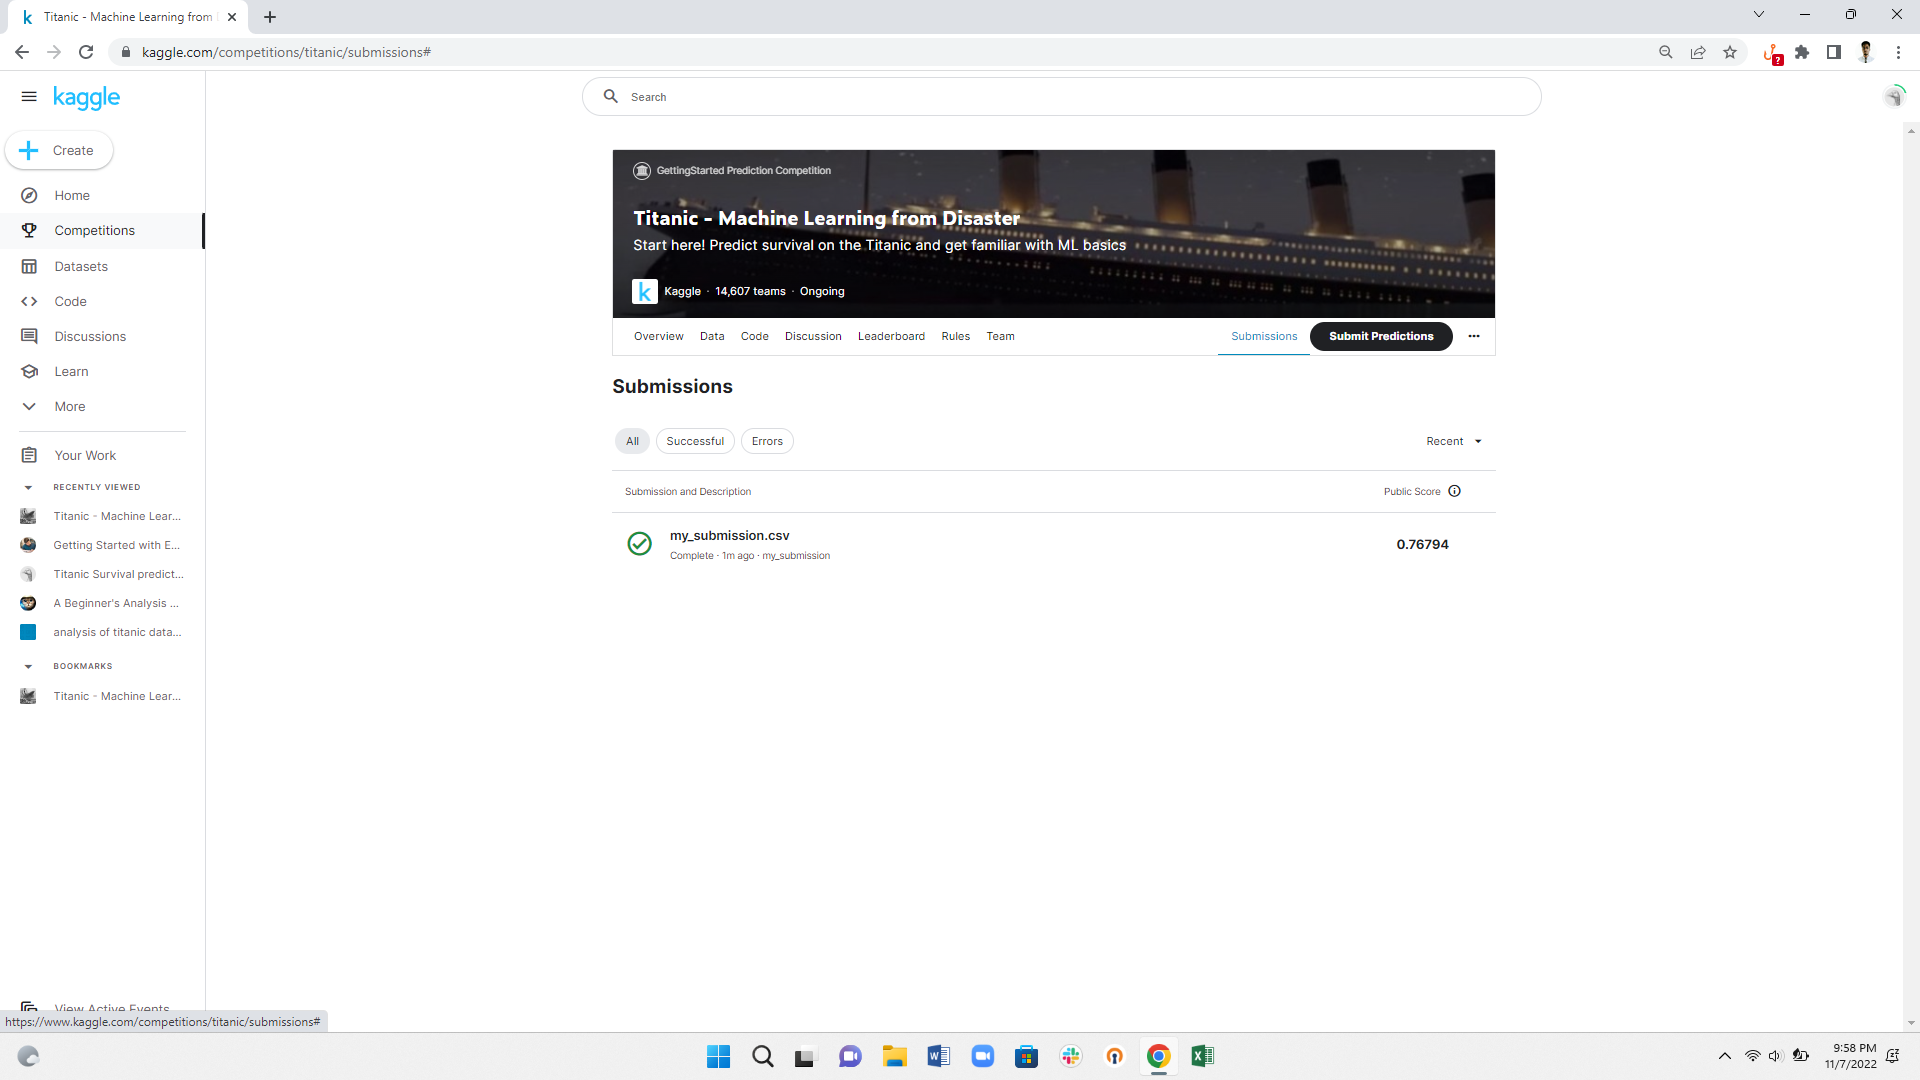 Titanic - Machine Learning from
kaggle.com/competitions/titanic/submissions#
kaggle
Search
Create
Home
Competitions
Datasets
Code
Discussions
Learn
More
Your Work
RECENTLY VIEWED
Titanic - Machine Lear...
Getting Started with E...
Titanic Survival predict...
A Beginner's Analysis ...
analysis of titanic data...
BOOKMARKS
Titanic - Machine Lear...
View Active Events
https://www.kaggle.com/competitions/titanic/submissions#
GettingStarted Prediction Competition
Titanic - Machine Learning from Disaster
Start here! Predict survival on the Titanic and get familiar with ML basics
Kaggle · 14,607 teams · Ongoing
Overview Data Code Discussion Leaderboard Rules Team Submissions Submit Predictions
Submissions
All Successful Errors Recent
Submission and Description Public Score
my_submission.csv
Complete · 1m ago · my_submission
0.76794
9:58 PM
11/7/2022